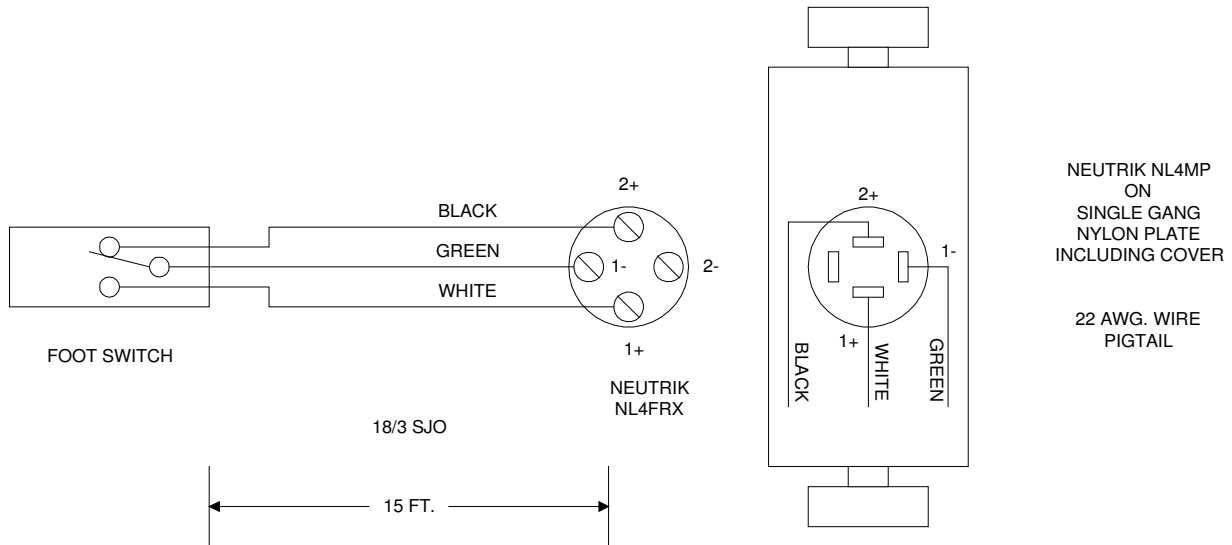 2+
BLACK
GREEN
1-
2-
WHITE
1+
FOOT SWITCH
NEUTRIK
NL4FRX
18/3 SJO
15 FT.
2+
1-
1+
BLACK
WHITE
GREEN
NEUTRIK NL4MP
ON
SINGLE GANG
NYLON PLATE
INCLUDING COVER
22 AWG. WIRE
PIGTAIL